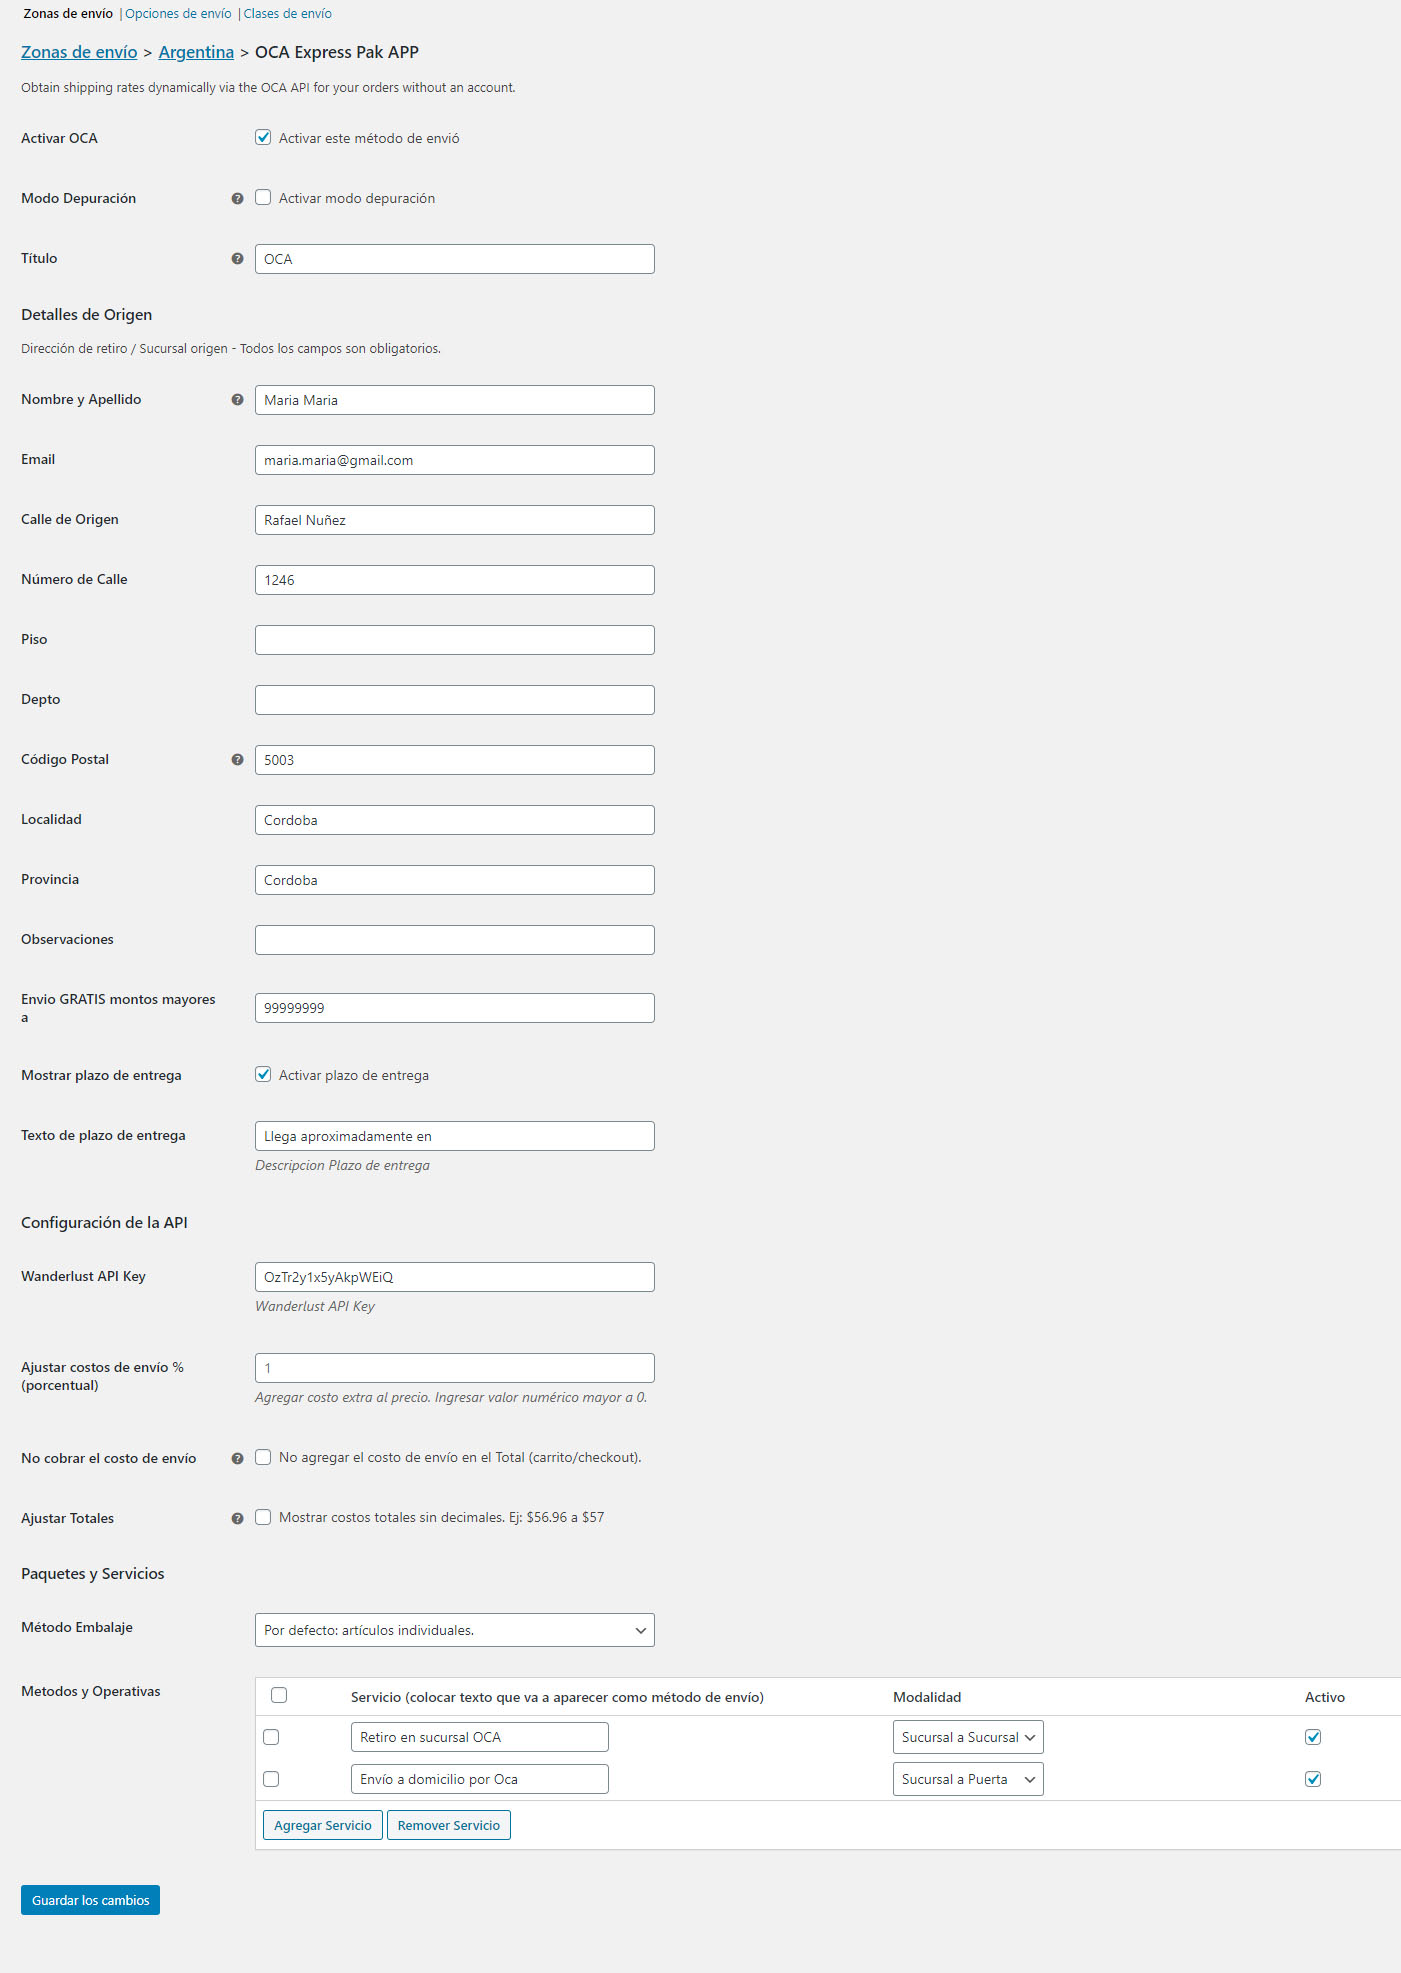 Zonas de envío | Opciones de envío | Clases de envío
Zonas de envío > Argentina > OCA Express Pak APP
Obtain shipping rates dynamically via the OCA API for your orders without an account.
Activar OCA
Activar este método de envió
Modo Depuración
Activar modo depuración
Título
OCA
Detalles de Origen
Dirección de retiro / Sucursal origen - Todos los campos son obligatorios.
Nombre y Apellido
Maria Maria
Email
maria.maria@gmail.com
Calle de Origen
Rafael Nuñez
Número de Calle
1246
Piso
Depto
Código Postal
5003
Localidad
Cordoba
Provincia
Cordoba
Observaciones
Envio GRATIS montos mayores
a
99999999
Mostrar plazo de entrega
Activar plazo de entrega
Texto de plazo de entrega
Llega aproximadamente en
Descripcion Plazo de entrega
Configuración de la API
Wanderlust API Key
OzTr2y1x5yAkpWEiQ
Wanderlust API Key
Ajustar costos de envío %
(porcentual)
1
Agregar costo extra al precio. Ingresar valor numérico mayor a 0.
No cobrar el costo de envío
No agregar el costo de envío en el Total (carrito/checkout).
Ajustar Totales
Mostrar costos totales sin decimales. Ej: $56.96 a $57
Paquetes y Servicios
Método Embalaje
Por defecto: artículos individuales.
Metodos y Operativas
Servicio (colocar texto que va a aparecer como método de envío)
Modalidad
Activo
Retiro en sucursal OCA
Sucursal a Sucursal
Envío a domicilio por Oca
Sucursal a Puerta
Agregar Servicio
Remover Servicio
Guardar los cambios